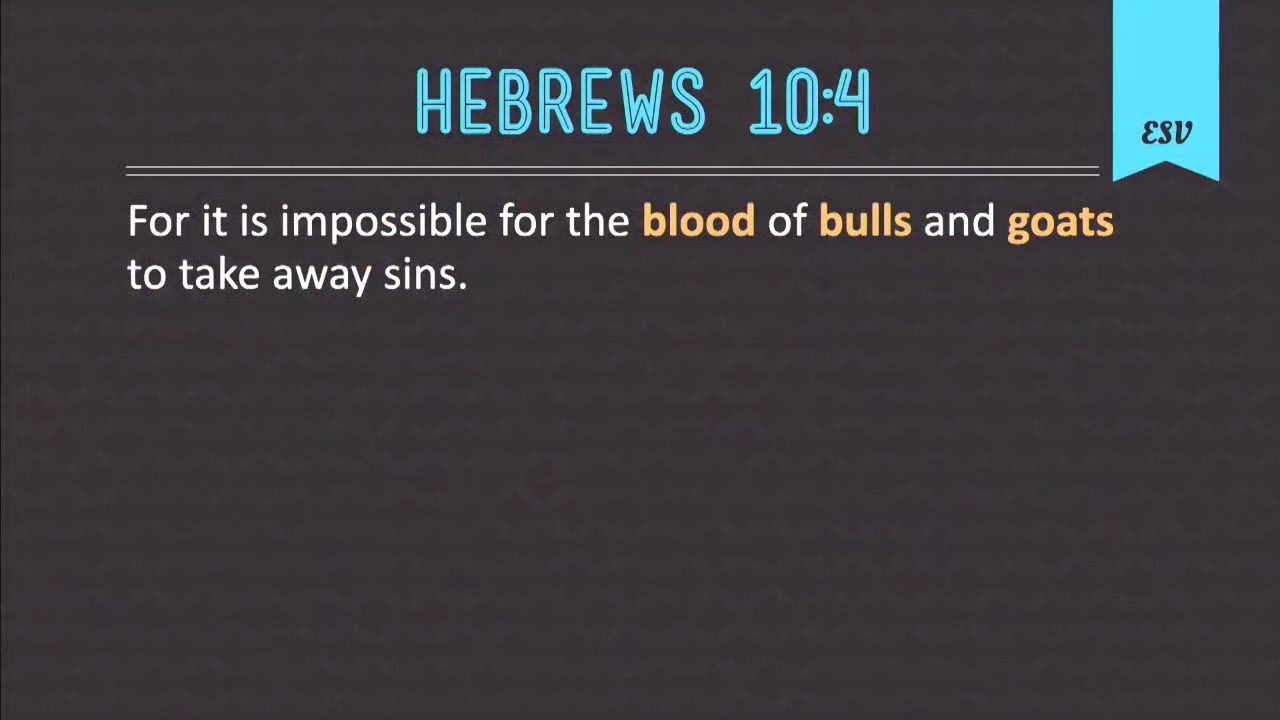 HEBREWS 10:4
ESV
For it is impossible for the blood of bulls and goats
to take away sins.